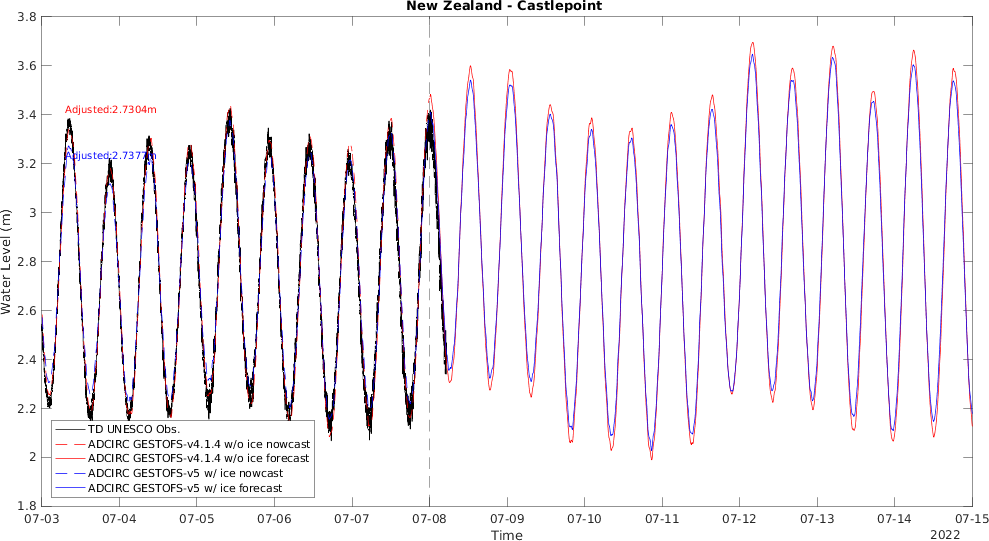 New Zealand - Castlepoint
3.8
3.6
3.4
3.2
3
2.8
2.6
2.4
2.2
2
1.8
Water Level (m)
Adjusted:2.7304m
Adjusted:2.7377m
TD UNESCO Obs.
ADCIRC GESTOFS-v4.1.4 w/o ice nowcast
ADCIRC GESTOFS-v4.1.4 w/o ice forecast
ADCIRC GESTOFS-v5 w/ ice nowcast
ADCIRC GESTOFS-v5 w/ ice forecast
07-03 07-04 07-05 07-06 07-07 07-08 07-09 07-10 07-11 07-12 07-13 07-14 07-15
Time
2022